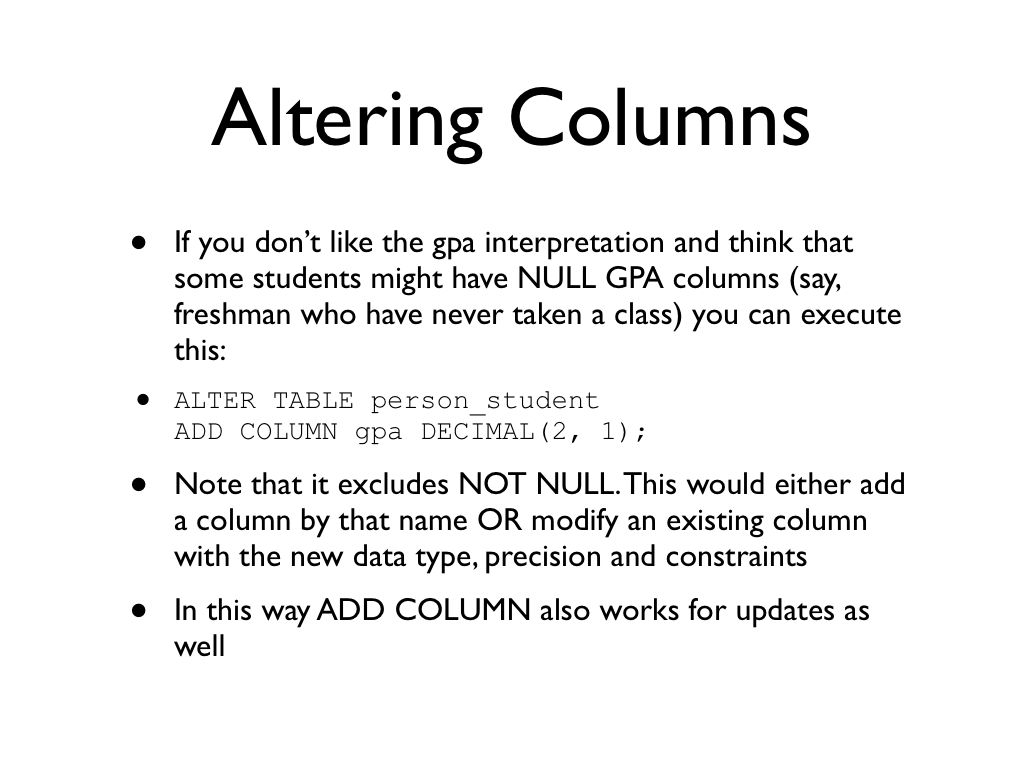 Altering Columns
• If you don’t like the gpa interpretation and think that
some students might have NULL GPA columns (say,
freshman who have never taken a class) you can execute
this:
• ALTER TABLE person_student
ADD COLUMN gpa DECIMAL(2, 1);
• Note that it excludes NOT NULL. This would either add
a column by that name OR modify an existing column
with the new data type, precision and constraints
• In this way ADD COLUMN also works for updates as
well